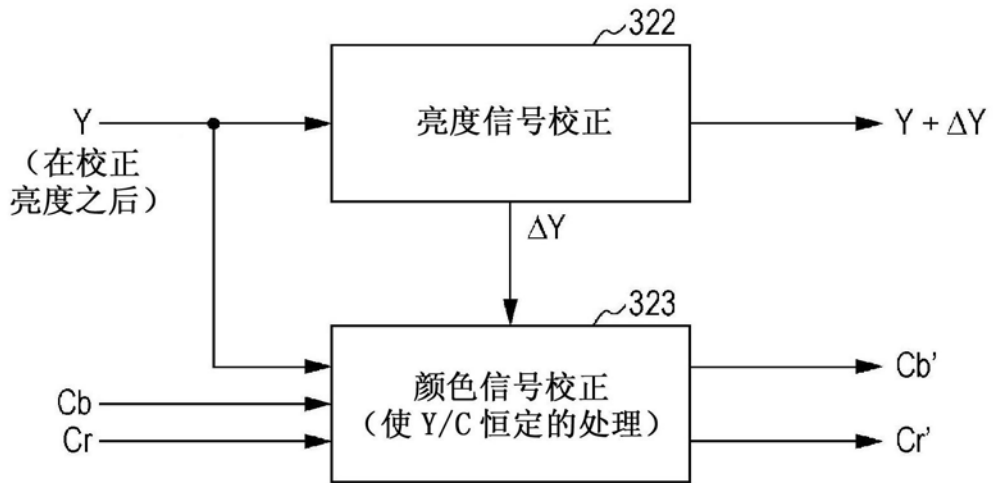 322
Y
亮度信号校正
Y + ΔY
（在校正
亮度之后）
ΔY
323
Cb
Cr
颜色信号校正
（使 Y/C 恒定的处理）
Cb'
Cr'